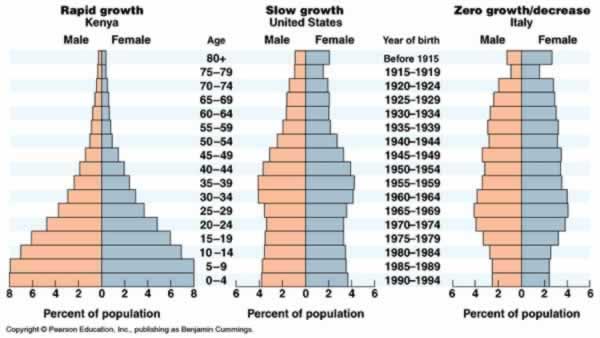 Rapid growth Slow growth Zero growth/decrease
Kenya United States Italy
Male Female Age Male Female Year of birth Male Female
80+ Before 1915
75–79 1915–1919
70–74 1920–1924
65–69 1925–1929
60–64 1930–1934
55–59 1935–1939
50–54 1940–1944
45–49 1945–1949
40–44 1950–1954
35–39 1955–1959
30–34 1960–1964
25–29 1965–1969
20–24 1970–1974
15–19 1975–1979
10–14 1980–1984
5–9 1985–1989
0–4 1990–1994
8 6 4 2 0 2 4 6 8 6 4 2 0 2 4 6 6 4 2 0 2 4 6
Percent of population Percent of population Percent of population
Copyright © Pearson Education, Inc., publishing as Benjamin Cummings.